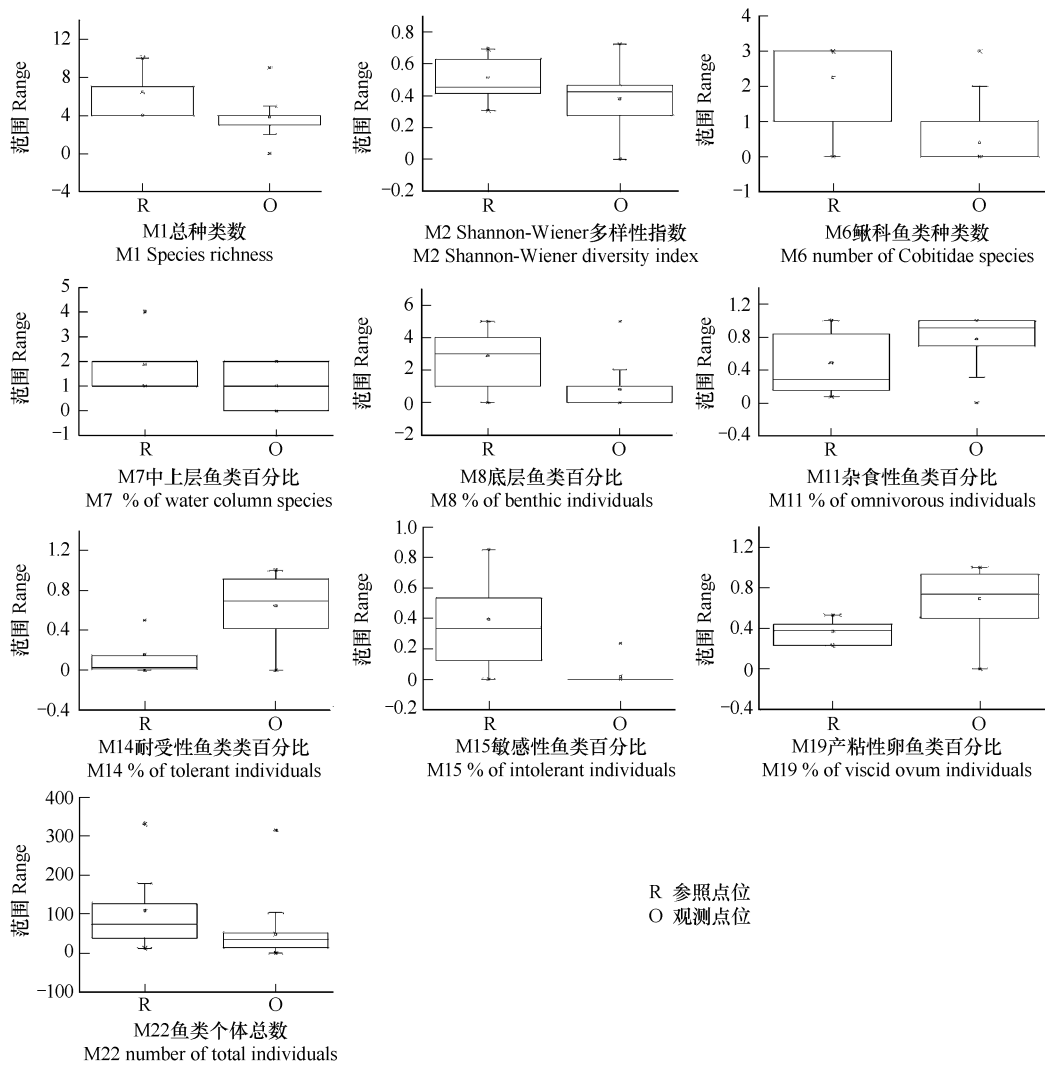 范围 Range
12
8
4
0
−4
R
O
M1总种类数
M1 Species richness
范围 Range
0.8
0.6
0.4
0.2
0
−0.2
R
O
M2 Shannon-Wiener多样性指数
M2 Shannon-Wiener diversity index
范围 Range
4
3
2
1
0
−1
R
O
M6鳅科鱼类种类数
M6 number of Cobitidae species
范围 Range
5
4
3
2
1
0
−1
R
O
M7中上层鱼类百分比
M7 % of water column species
范围 Range
6
4
2
0
−2
R
O
M8底层鱼类百分比
M8 % of benthic individuals
范围 Range
1.2
0.8
0.4
0
−0.4
R
O
M11杂食性鱼类百分比
M11 % of omnivorous individuals
范围 Range
1.2
0.8
0.4
0
−0.4
R
O
M14耐受性鱼类类百分比
M14 % of tolerant individuals
范围 Range
1.0
0.8
0.6
0.4
0.2
0
−0.2
R
O
M15敏感性鱼类百分比
M15 % of intolerant individuals
范围 Range
1.2
0.8
0.4
0
−0.4
R
O
M19产粘性卵鱼类百分比
M19 % of viscid ovum individuals
范围 Range
400
300
200
100
0
−100
R
O
M22鱼类个体总数
M22 number of total individuals
R 参照点位
O 观测点位